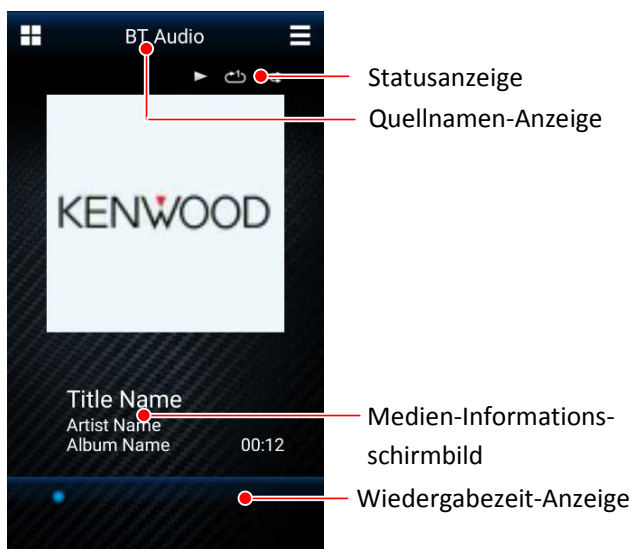 BT Audio
Statusanzeige
Quellnamen-Anzeige
KENWOOD
Title Name
Artist Name
Album Name 00:12
Medien-Informations-
schirmbild
Wiedergabezeit-Anzeige